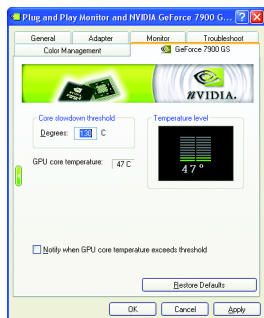 Plug and Play Monitor and NVIDIA GeForce 7900 G...
General
Adapter
Monitor
Troubleshoot
Color Management
GeForce 7900 GS
NVIDIA.
Core slowdown threshold
Degrees:
C
Temperature level
47°
GPU core temperature:
47 C
Notify when GPU core temperature exceeds threshold
Restore Defaults
OK
Cancel
Apply